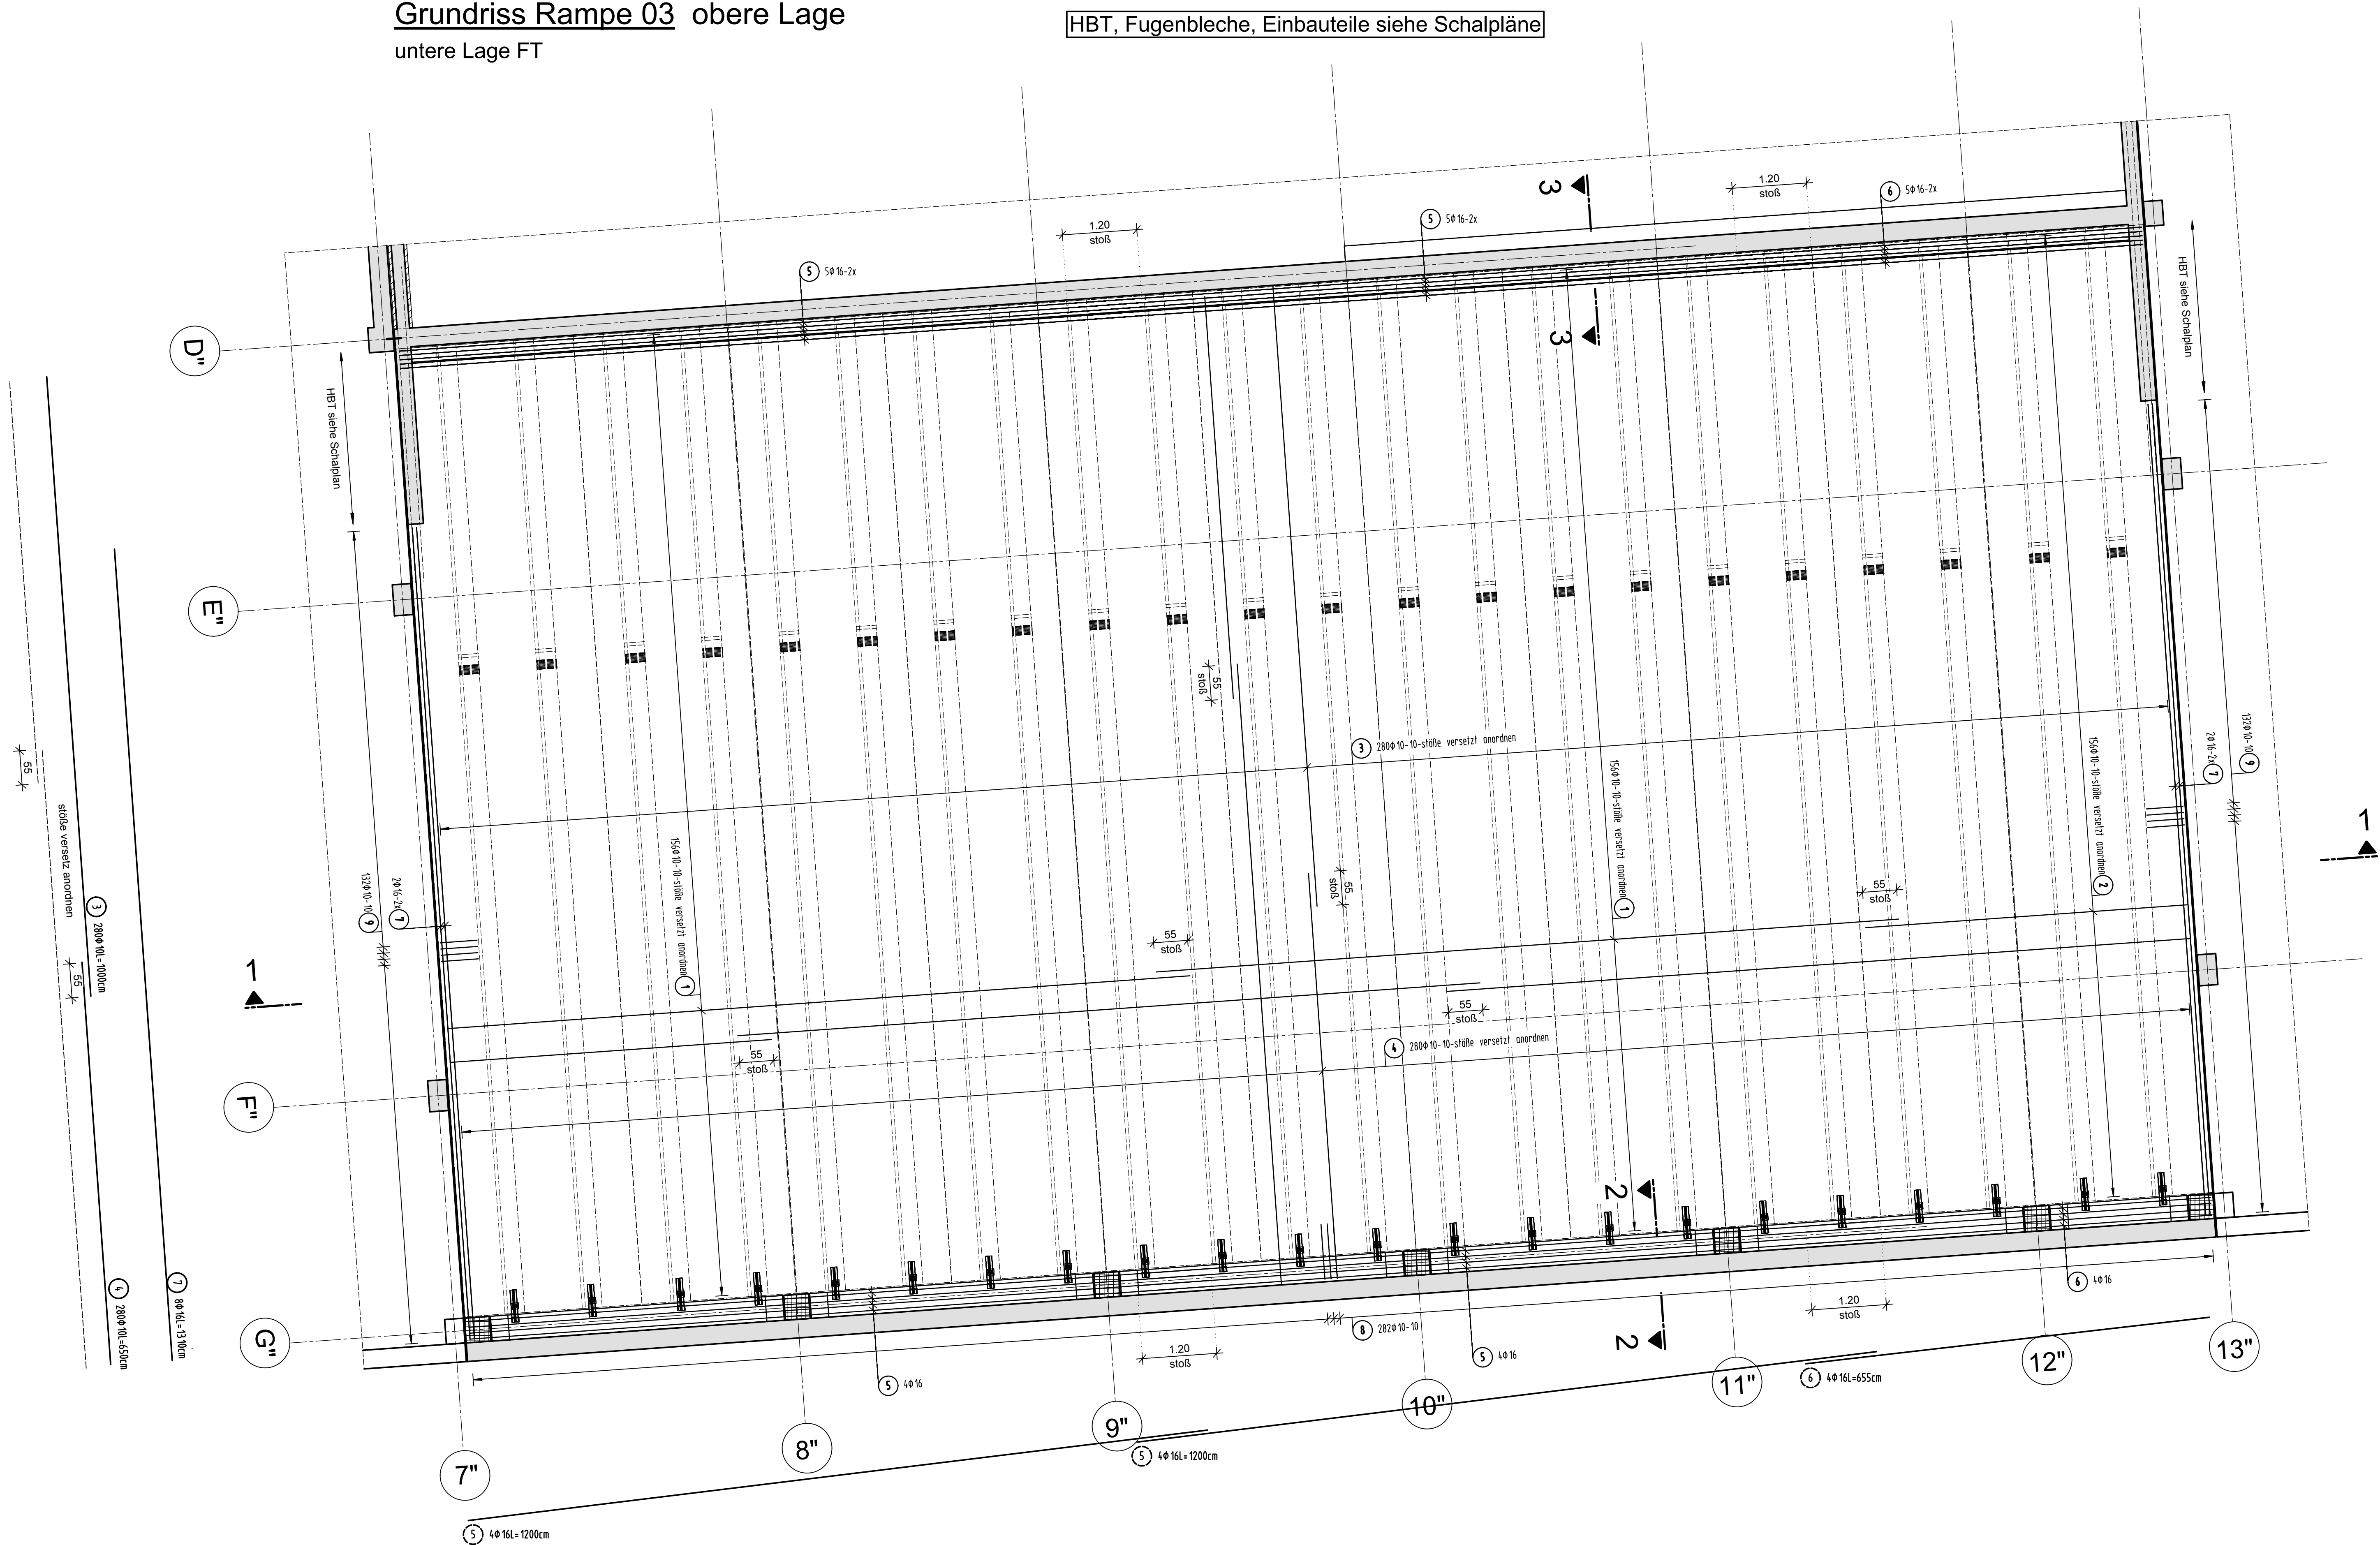 Grundriss Rampe 03 obere Lage
untere Lage FT
HBT, Fugenbleche, Einbauteile siehe Schalpläne
3
1.20
stoß
6 5Φ16-2x
5 5Φ16-2x
1.20
stoß
5 5Φ16-2x
3
HBT siehe Schalplan
HBT siehe Schalplan
D"
E"
F"
G"
55
stoß
3 280Φ10-10-stöße versetzt anordnen
156Φ10-10-stöße versetzt anordnen 1
156Φ10-10-stöße versetzt anordnen 2
2Φ16-2x 7
132Φ10-10 9
1
55
stöße versetz anordnen
55
3 280Φ10L=1000cm
4 280Φ10L=650cm
7 8Φ16L=1310cm
132Φ10-10 9
2Φ16-2x 7
156Φ10-10-stöße versetzt anordnen 1
55
stoß
55
stoß
55
stoß
1
55
stoß
55
stoß
4 280Φ10-10-stöße versetzt anordnen
2
2
8 282Φ10-10
1.20
stoß
1.20
stoß
5 4Φ16
5 4Φ16
6 4Φ16
7"
8"
9"
10"
11"
12"
13"
6 4Φ16L=655cm
5 4Φ16L=1200cm
5 4Φ16L=1200cm